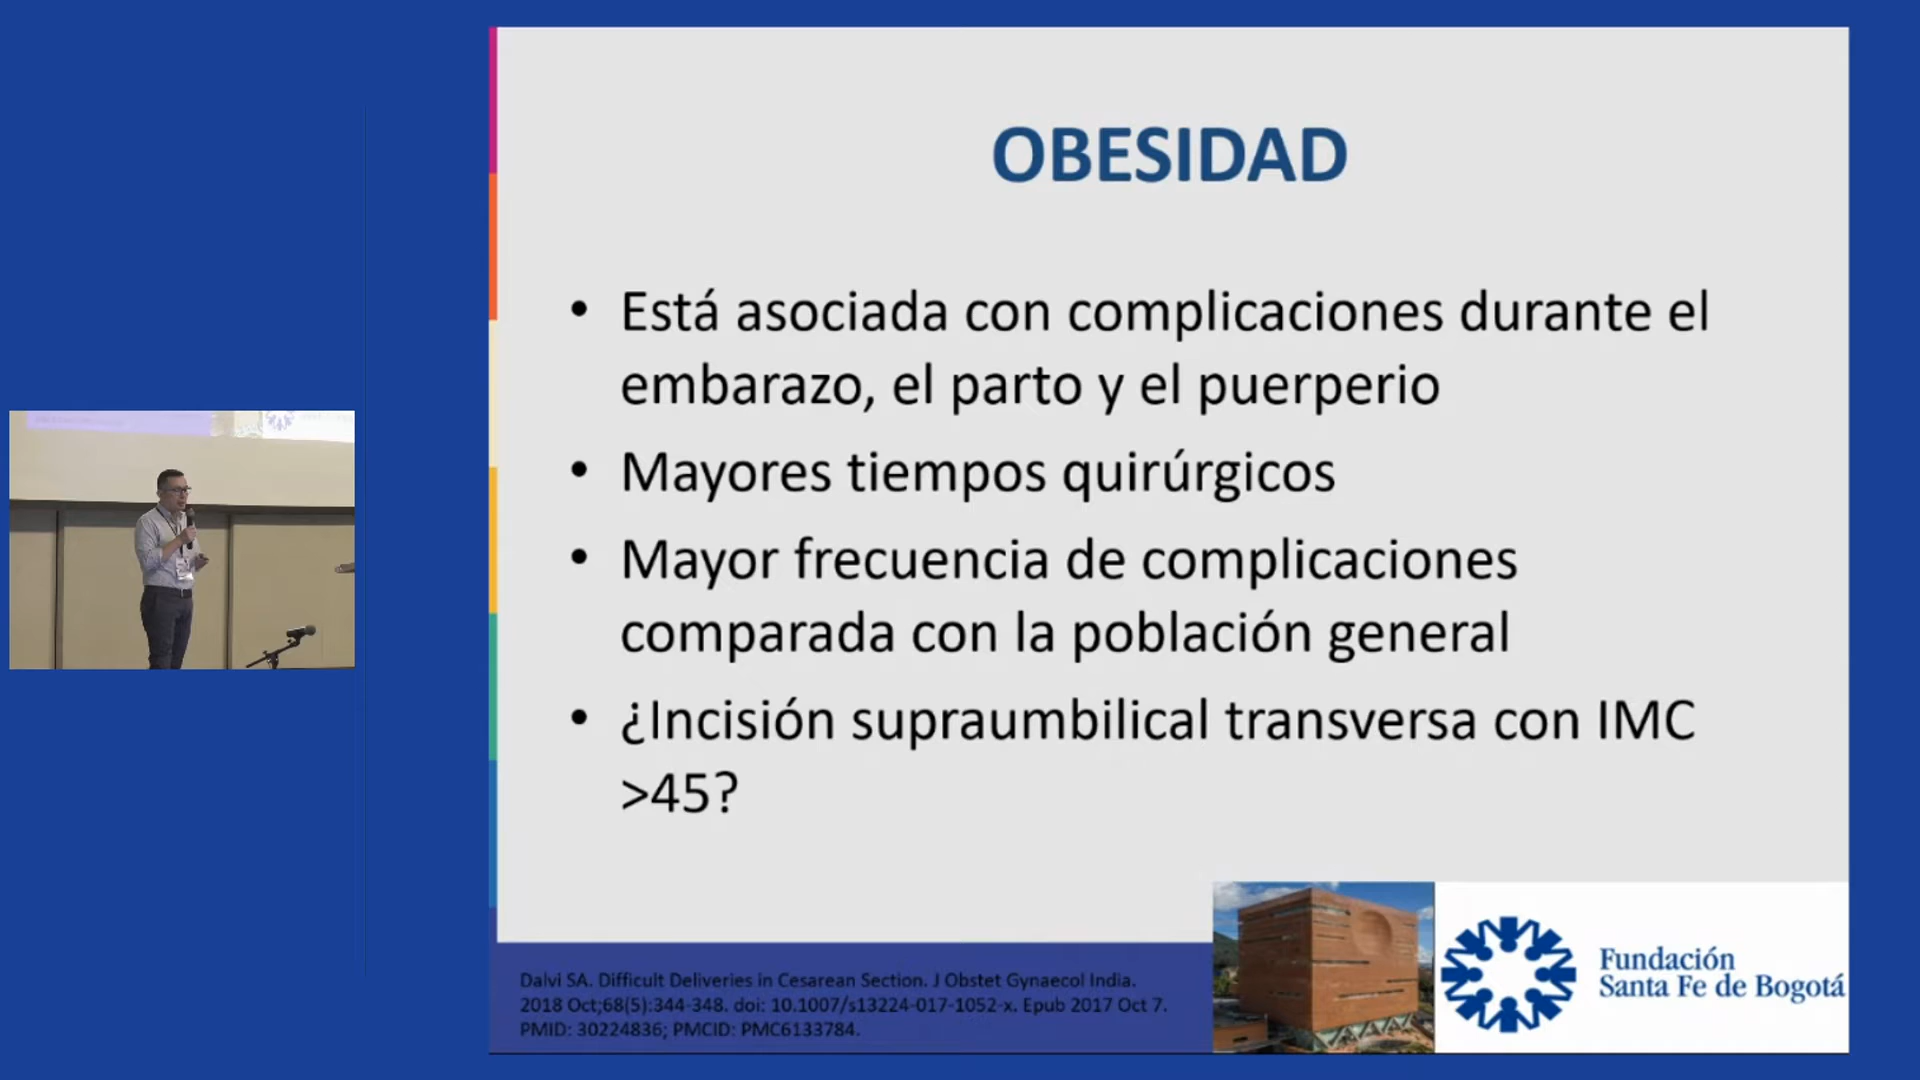 OBESIDAD
• Está asociada con complicaciones durante el
embarazo, el parto y el puerperio
• Mayores tiempos quirúrgicos
• Mayor frecuencia de complicaciones
comparada con la población general
• ¿Incisión supraumbilical transversa con IMC
>45?
Dalvi SA. Difficult Deliveries in Cesarean Section. J Obstet Gynaecol India.
2018 Oct;68(5):344-348. doi: 10.1007/s13224-017-1052-x. Epub 2017 Oct 7.
PMID: 30224836; PMCID: PMC6133784.
Fundación
Santa Fe de Bogotá